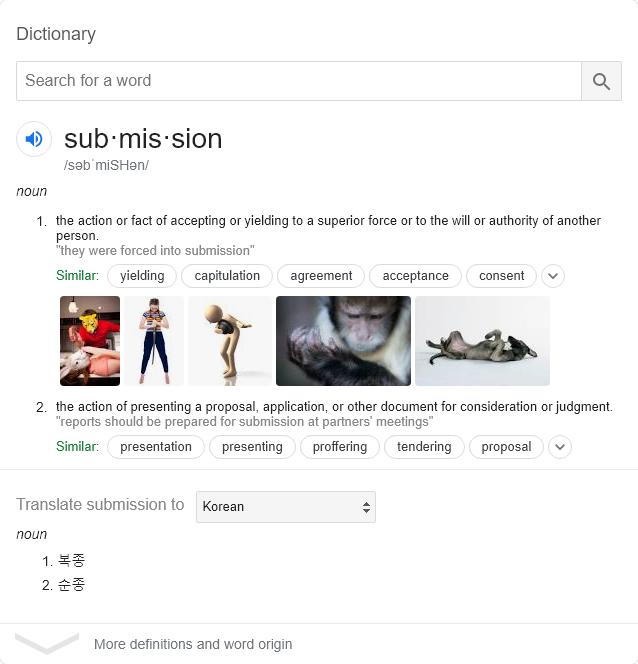 Dictionary
Search for a word
sub·mis·sion
/səbˈmiSHən/
noun
1. the action or fact of accepting or yielding to a superior force or to the will or authority of another
person.
"they were forced into submission"
Similar: yielding capitulation agreement acceptance consent
2. the action of presenting a proposal, application, or other document for consideration or judgment.
"reports should be prepared for submission at partners' meetings"
Similar: presentation presenting proffering tendering proposal
Translate submission to Korean
noun
1. 복종
2. 순종
More definitions and word origin